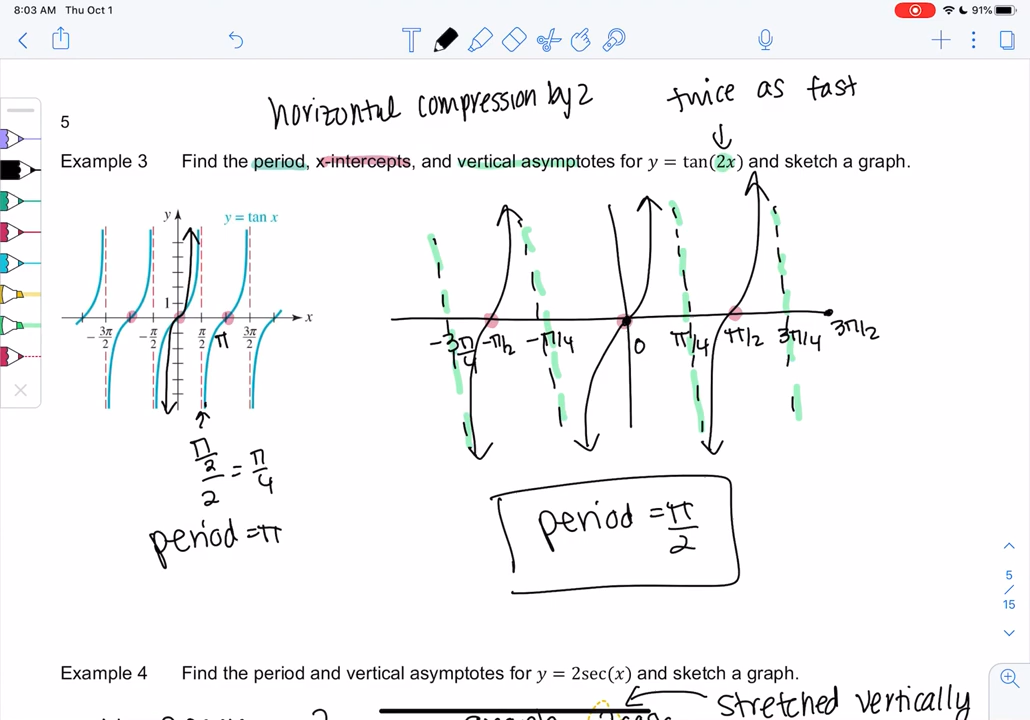 8:03 AM Thu Oct 1
91%
horizontal compression by 2
twice as fast
5
Example 3 Find the period, x-intercepts, and vertical asymptotes for y = tan(2x) and sketch a graph.
y
y = tan x
1
x
-3π/2
-π/2
π/2
π
3π/2
-3π/4
-π/2
-π/4
0
π/4
π/2
3π/4
3π/2
π/2
/2 = π/4
period = π
period = π/2
5
/
15
Example 4 Find the period and vertical asymptotes for y = 2sec(x) and sketch a graph.
stretched vertically